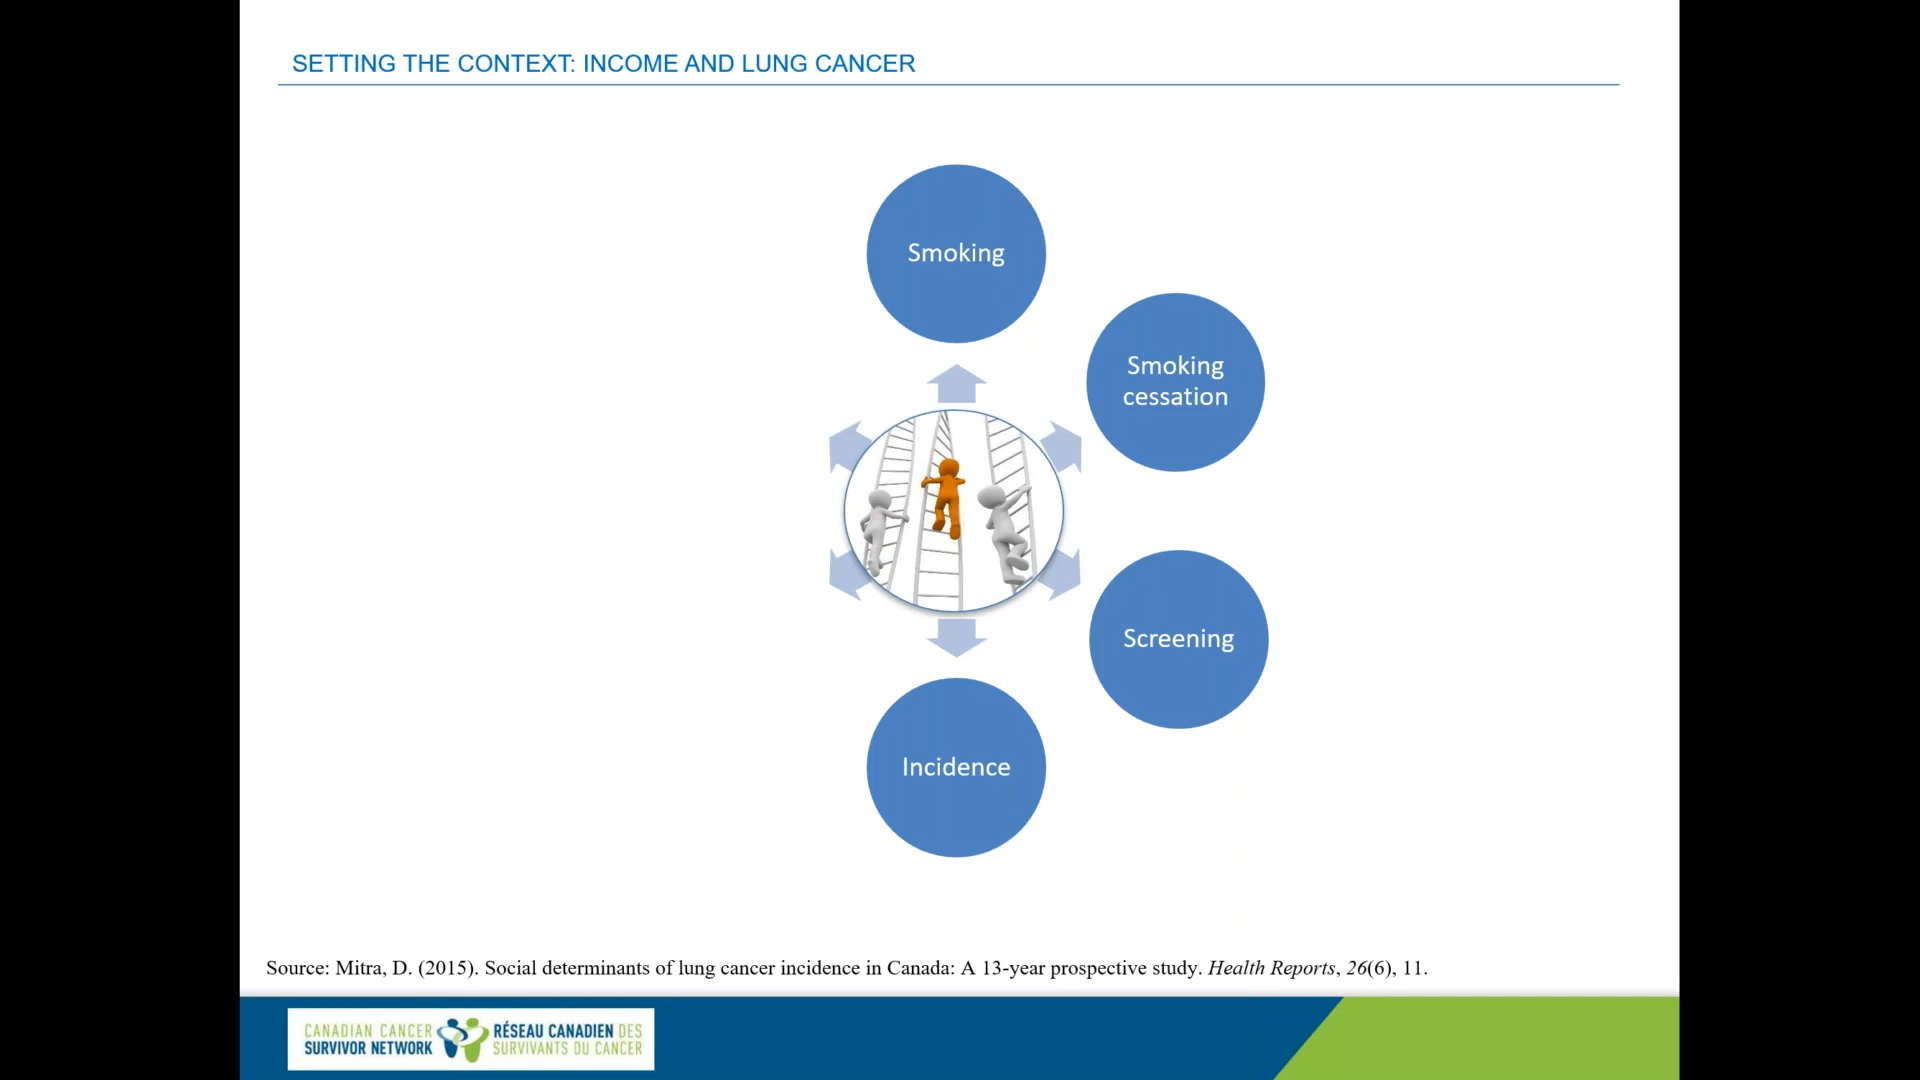 SETTING THE CONTEXT: INCOME AND LUNG CANCER
Smoking
Smoking
cessation
Screening
Incidence
Source: Mitra, D. (2015). Social determinants of lung cancer incidence in Canada: A 13-year prospective study. Health Reports, 26(6), 11.
CANADIAN CANCER
SURVIVOR NETWORK
RÉSEAU CANADIEN DES
SURVIVANTS DU CANCER